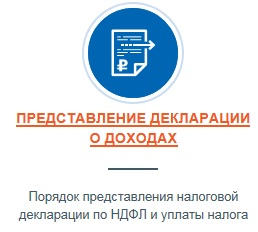 ПРЕДСТАВЛЕНИЕ ДЕКЛАРАЦИИ
О ДОХОДАХ
Порядок представления налоговой
декларации по НДФЛ и уплаты налога